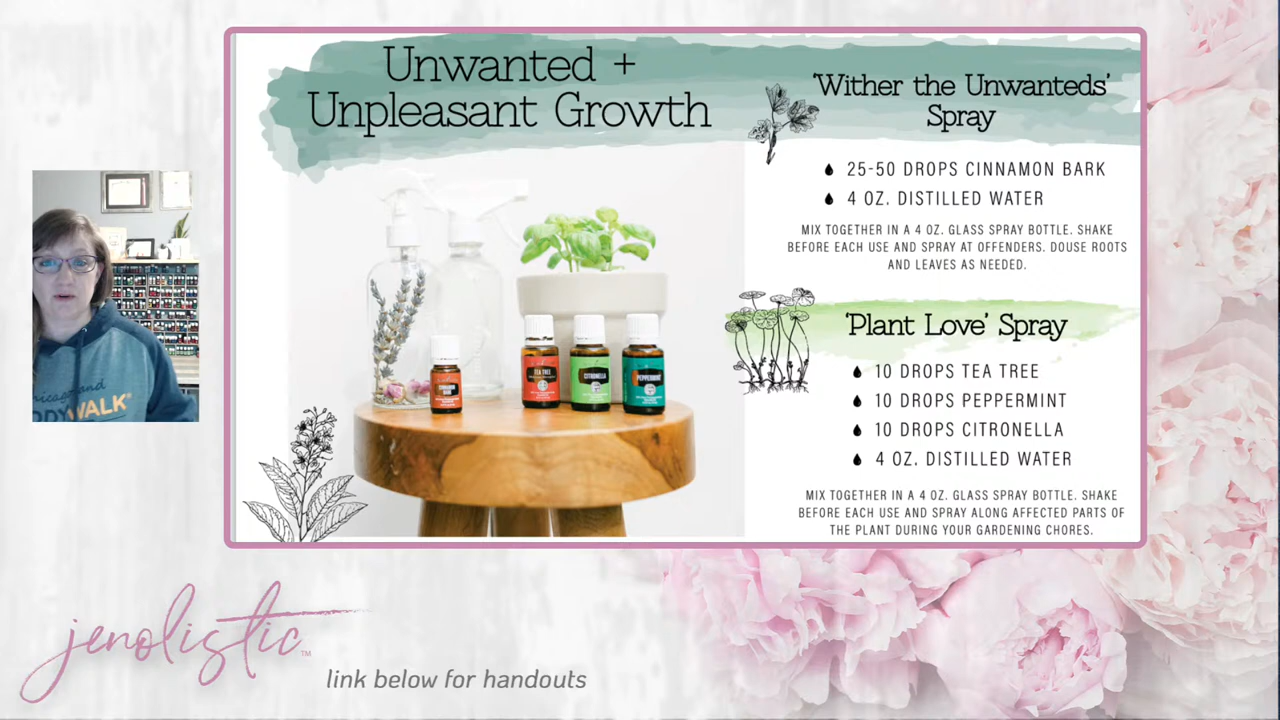 Unwanted +
Unpleasant Growth
'Wither the Unwanteds'
Spray
25-50 DROPS CINNAMON BARK
4 OZ. DISTILLED WATER
MIX TOGETHER IN A 4 OZ. GLASS SPRAY BOTTLE. SHAKE
BEFORE EACH USE AND SPRAY AT OFFENDERS. DOUSE ROOTS
AND LEAVES AS NEEDED.
'Plant Love' Spray
10 DROPS TEA TREE
10 DROPS PEPPERMINT
10 DROPS CITRONELLA
4 OZ. DISTILLED WATER
MIX TOGETHER IN A 4 OZ. GLASS SPRAY BOTTLE. SHAKE
BEFORE EACH USE AND SPRAY ALONG AFFECTED PARTS OF
THE PLANT DURING YOUR GARDENING CHORES.
TEA TREE
CITRONELLA
PEPPERMINT
WALK
jenolistic™
link below for handouts